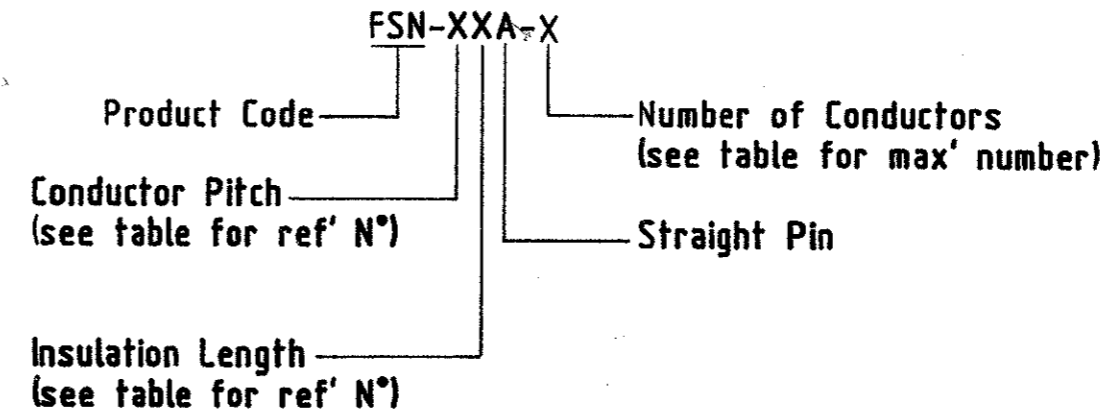 FSN-XXA-X
Product Code
Number of Conductors
(see table for max' number)
Conductor Pitch
(see table for ref' N°)
Straight Pin
Insulation Length
(see table for ref' N°)